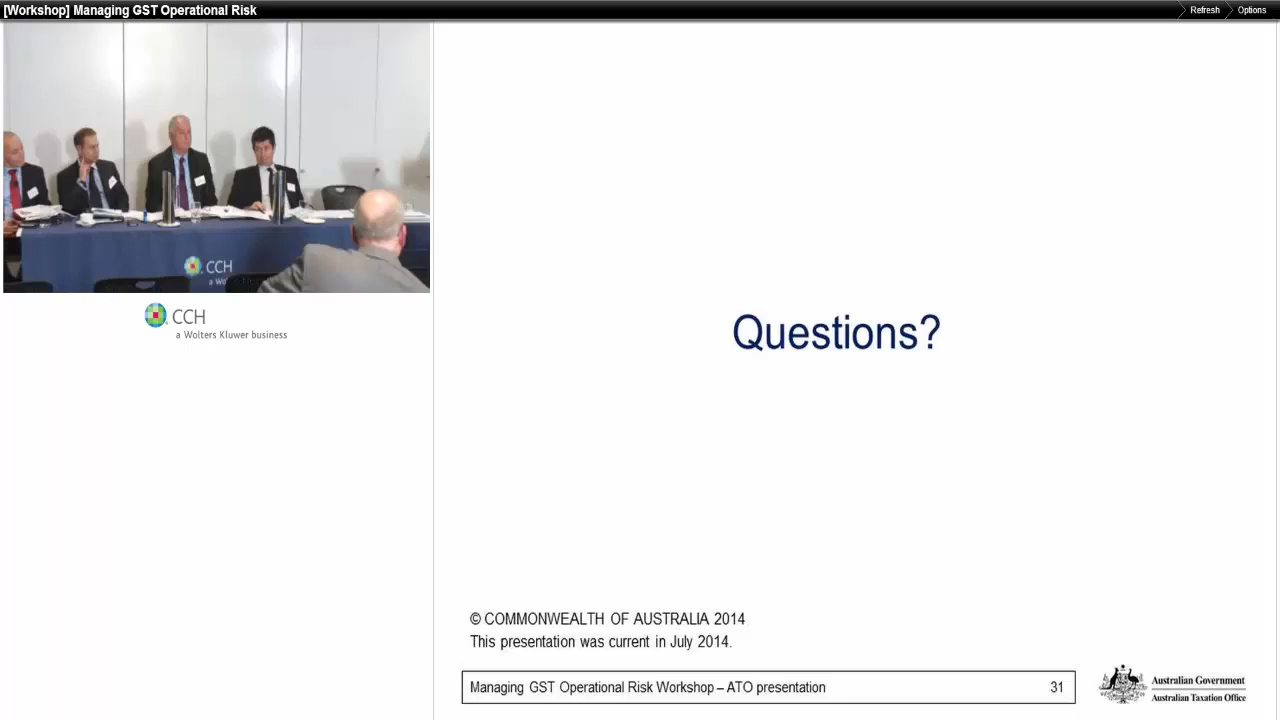 [Workshop] Managing GST Operational Risk
Refresh
Options
CCH
CCH
a Wolters Kluwer business
Questions?
© COMMONWEALTH OF AUSTRALIA 2014
This presentation was current in July 2014.
Managing GST Operational Risk Workshop – ATO presentation 31
Australian Government
Australian Taxation Office